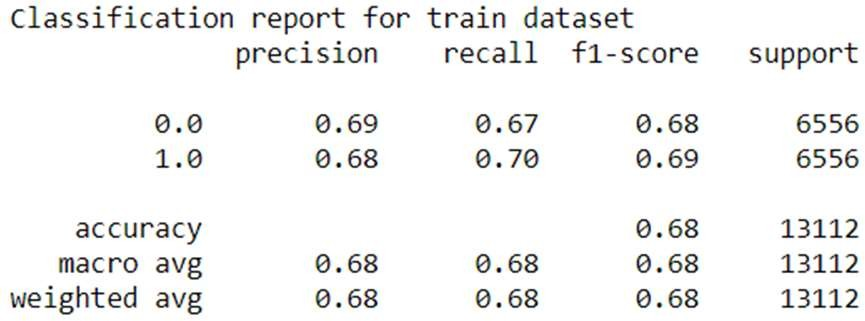 Classification report for train dataset
precision recall f1-score support
0.0 0.69 0.67 0.68 6556
1.0 0.68 0.70 0.69 6556
accuracy 0.68 13112
macro avg 0.68 0.68 0.68 13112
weighted avg 0.68 0.68 0.68 13112